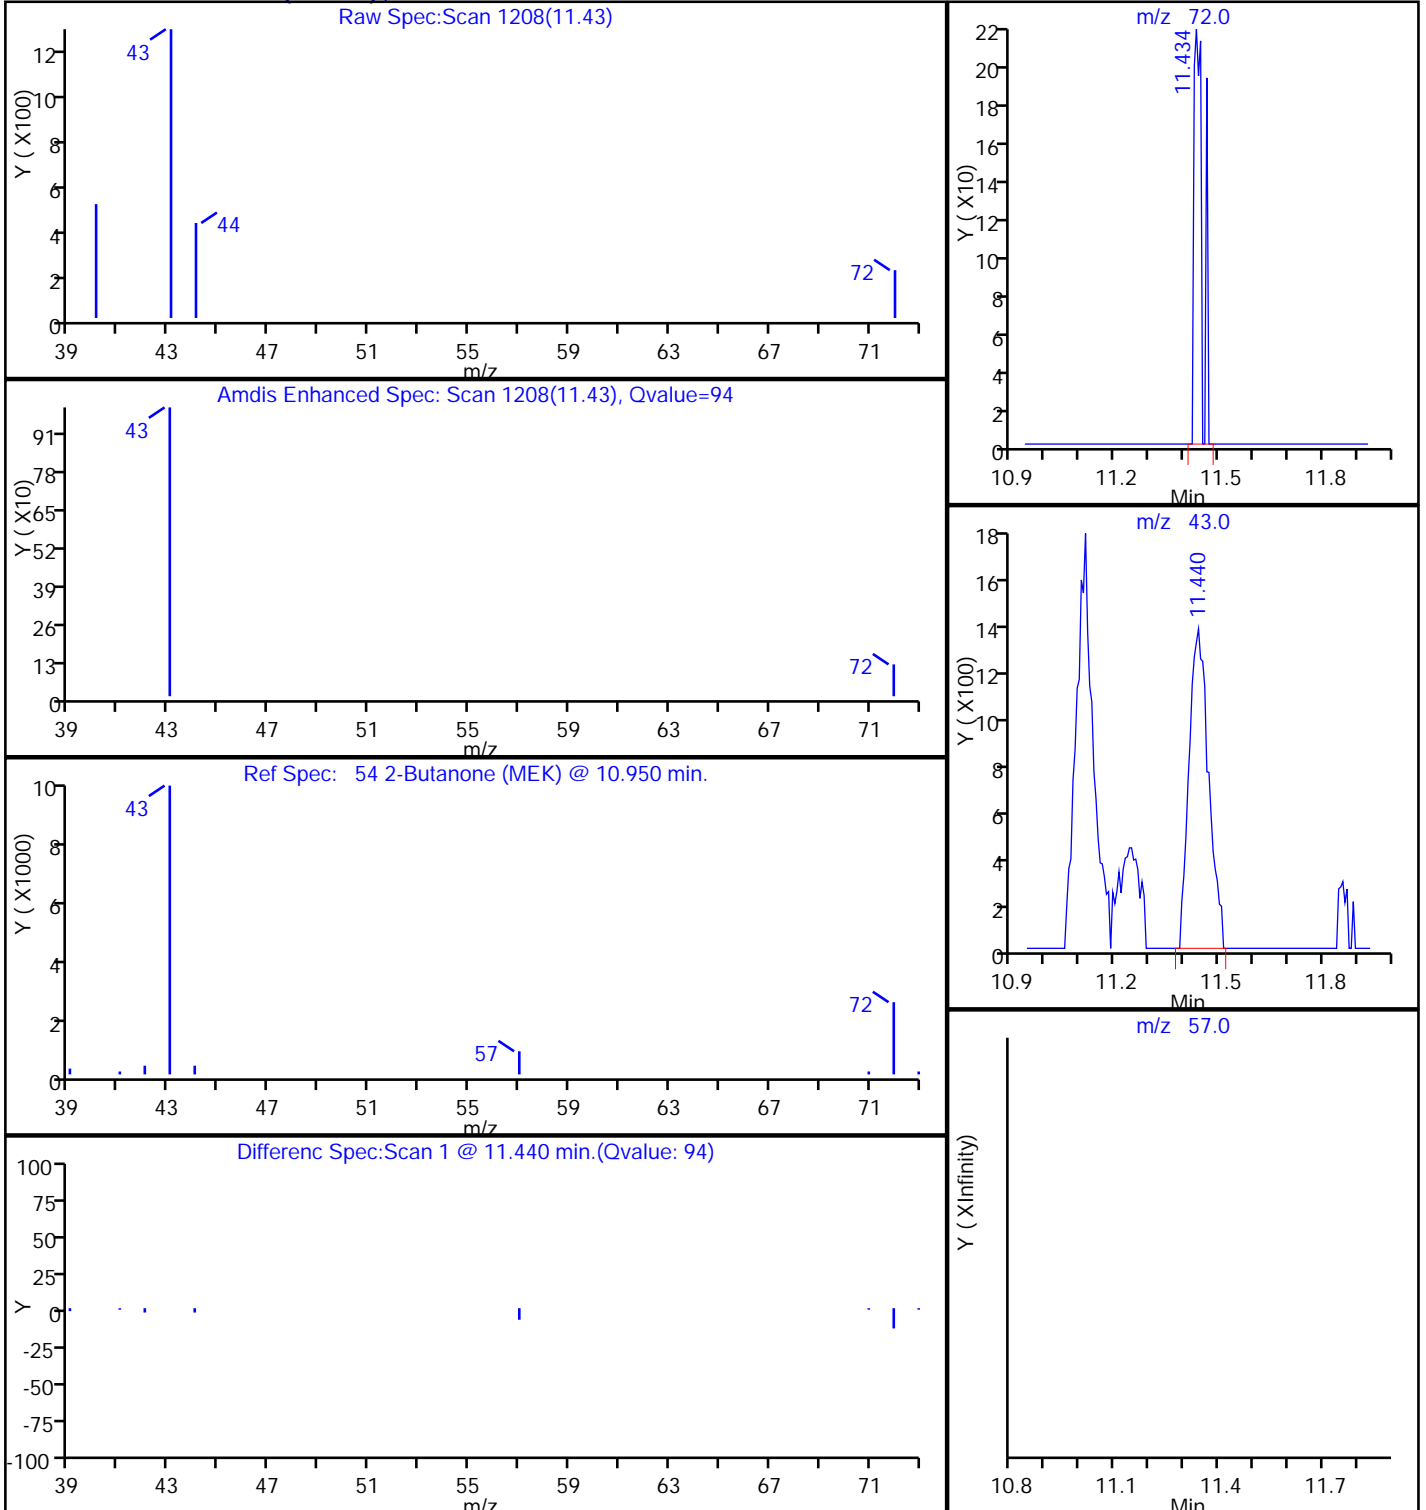 Raw Spec:Scan 1208(11.43)
Y ( X100)
12
10
8
6
4
2
0
43
44
72
39 43 47 51 55 59 63 67 71
m/z
Amdis Enhanced Spec: Scan 1208(11.43), Qvalue=94
Y ( X10)
91
78
65
52
39
26
13
0
43
72
39 43 47 51 55 59 63 67 71
m/z
Ref Spec: 54 2-Butanone (MEK) @ 10.950 min.
Y ( X1000)
10
8
6
4
2
0
43
57
72
39 43 47 51 55 59 63 67 71
m/z
Differenc Spec:Scan 1 @ 11.440 min.(Qvalue: 94)
Y
100
75
50
25
0
-25
-50
-75
-100
39 43 47 51 55 59 63 67 71
m/z
m/z 72.0
Y ( X10)
22
20
18
16
14
12
10
8
6
4
2
0
11.434
10.9 11.2 11.5 11.8
Min
m/z 43.0
Y ( X100)
18
16
14
12
10
8
6
4
2
0
11.440
10.9 11.2 11.5 11.8
Min
m/z 57.0
Y ( XInfinity)
10.8 11.1 11.4 11.7
Min